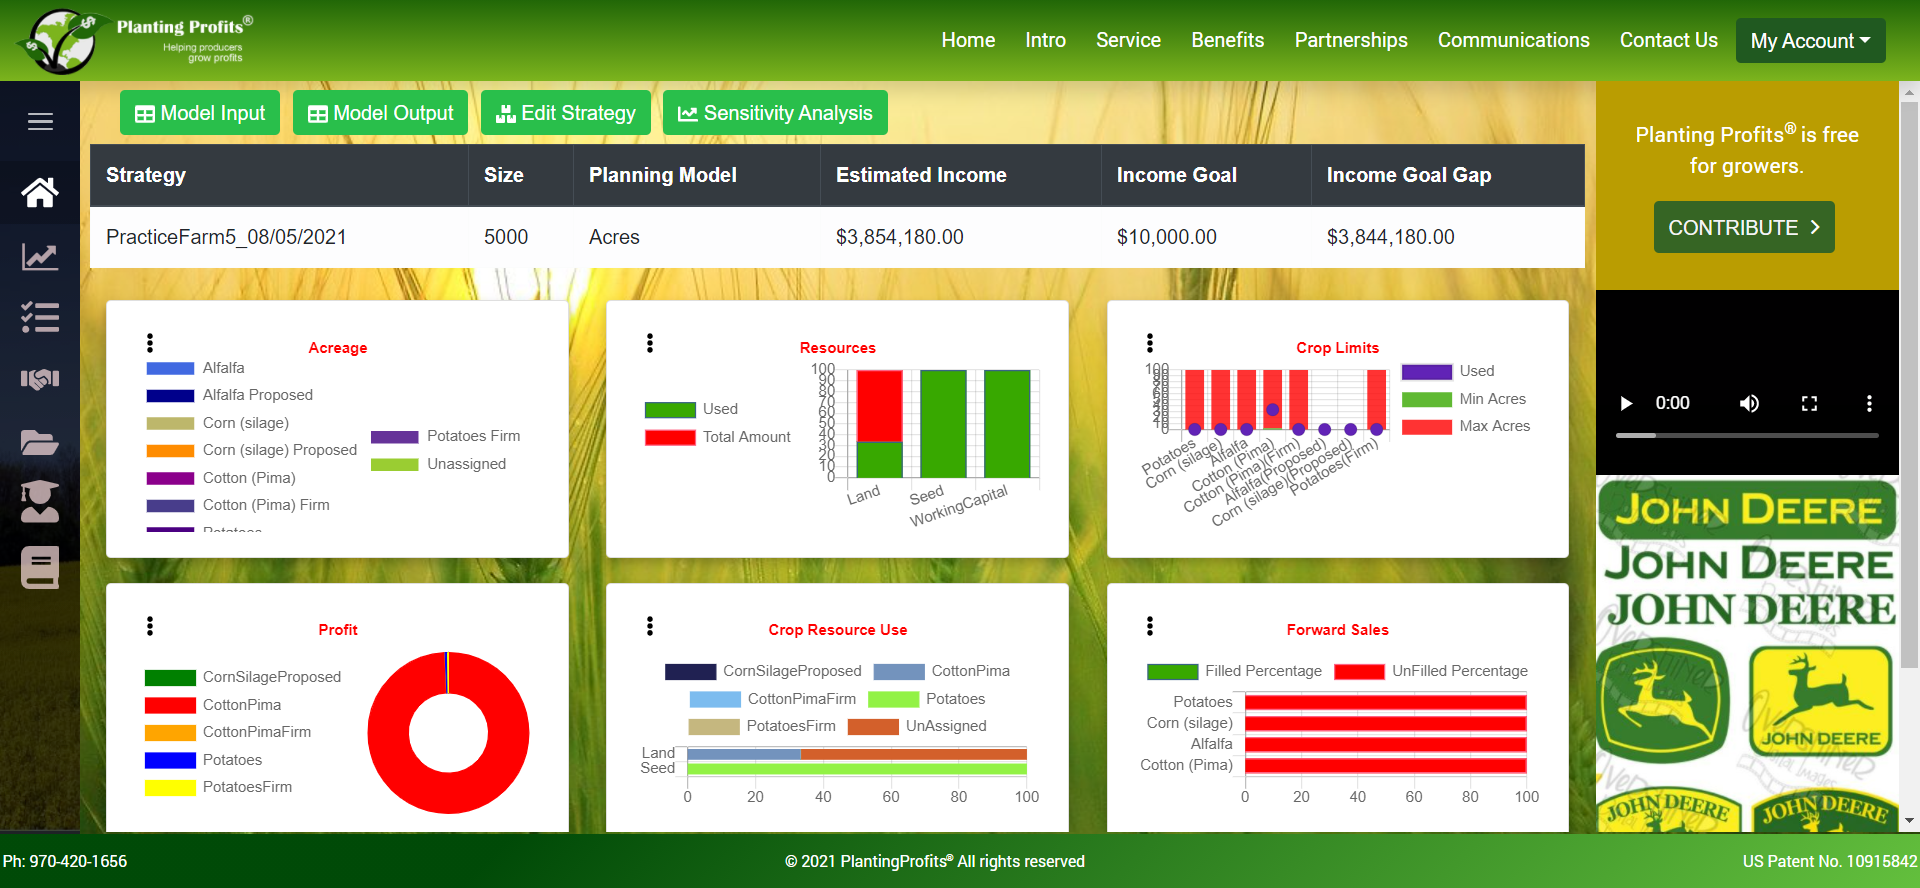 Planting Profits®
Helping producers
grow profits
Home Intro Service Benefits Partnerships Communications Contact Us My Account
Model Input Model Output Edit Strategy Sensitivity Analysis
Strategy Size Planning Model Estimated Income Income Goal Income Goal Gap
PracticeFarm5_08/05/2021 5000 Acres $3,854,180.00 $10,000.00 $3,844,180.00
Planting Profits® is free
for growers.
CONTRIBUTE
0:00
Acreage
Alfalfa
Alfalfa Proposed
Corn (silage)
Corn (silage) Proposed
Cotton (Pima)
Cotton (Pima) Firm
Potatoes
Potatoes Firm
Unassigned
Resources
Used
Total Amount
100
90
80
70
60
50
40
30
20
10
0
Land Seed WorkingCapital
Crop Limits
100
0
Potatoes
Corn (silage)
Alfalfa
Cotton (Pima)
Cotton (Pima)(Firm)
Alfalfa(Proposed)
Corn (silage)(Proposed)
Potatoes(Firm)
Used
Min Acres
Max Acres
Profit
CornSilageProposed
CottonPima
CottonPimaFirm
Potatoes
PotatoesFirm
Crop Resource Use
CornSilageProposed CottonPima
CottonPimaFirm Potatoes
PotatoesFirm UnAssigned
Land
Seed
0 20 40 60 80 100
Forward Sales
Filled Percentage UnFilled Percentage
Potatoes
Corn (silage)
Alfalfa
Cotton (Pima)
0 20 40 60 80 100
JOHN DEERE
JOHN DEERE
JOHN DEERE
JOHN DEERE
JOHN DEERE JOHN DEERE
Ph: 970-420-1656 © 2021 PlantingProfits® All rights reserved US Patent No. 10915842